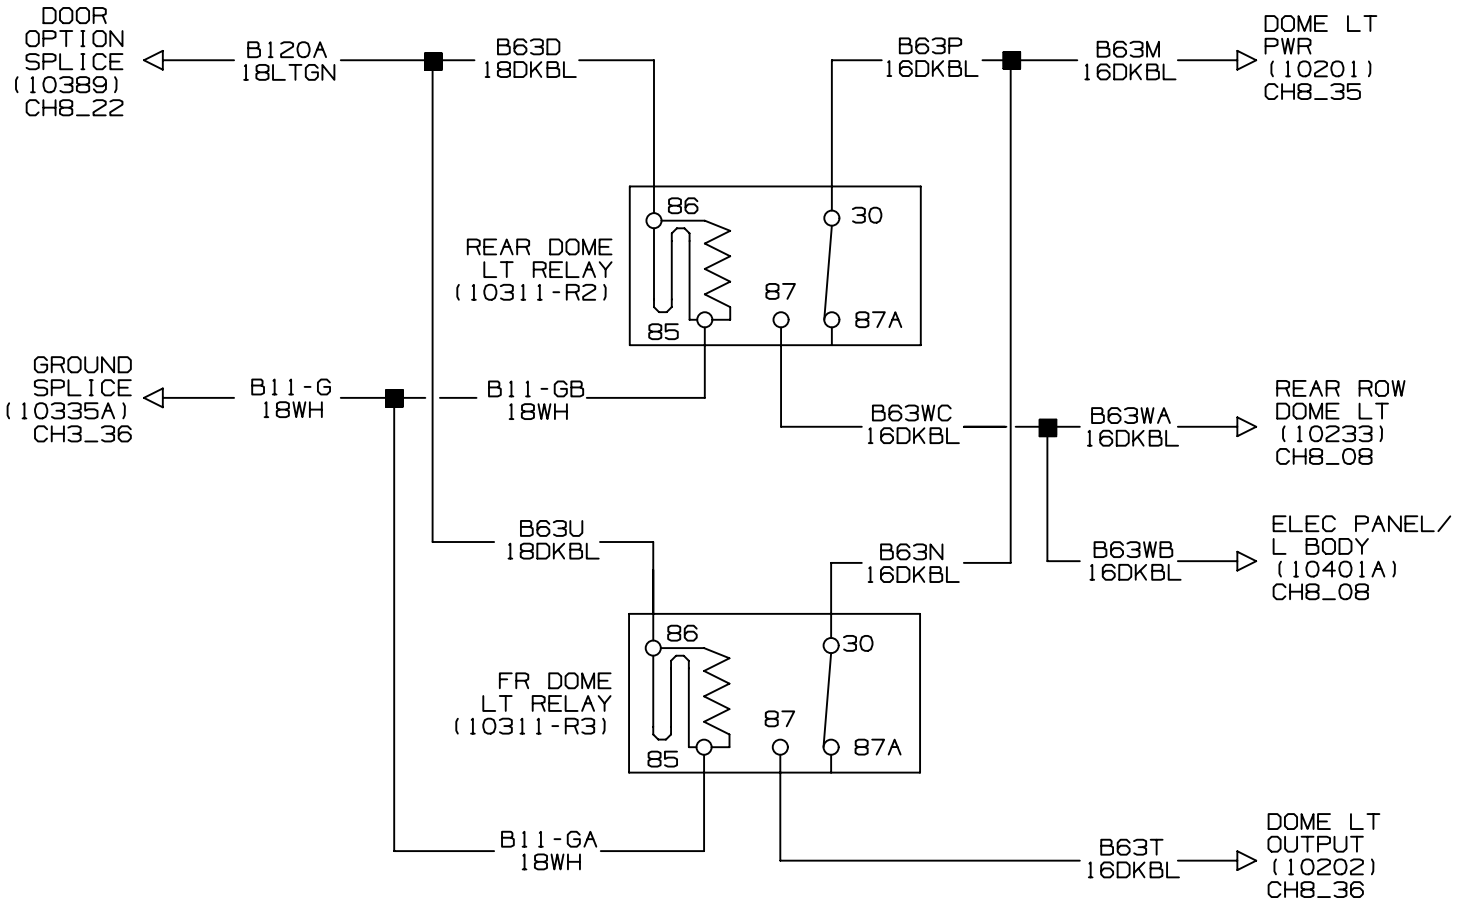 DOOR
OPTION
SPLICE
(10389)
CH8_22
B120A
18LTGN
B63D
18DKBL
B63P
16DKBL
B63M
16DKBL
DOME LT
PWR
(10201)
CH8_35
REAR DOME
LT RELAY
(10311-R2)
86
30
87
85
87A
GROUND
SPLICE
(10335A)
CH3_36
B11-G
18WH
B11-GB
18WH
B63WC
16DKBL
B63WA
16DKBL
REAR ROW
DOME LT
(10233)
CH8_08
B63U
18DKBL
B63N
16DKBL
B63WB
16DKBL
ELEC PANEL/
L BODY
(10401A)
CH8_08
FR DOME
LT RELAY
(10311-R3)
86
30
87
85
87A
B11-GA
18WH
B63T
16DKBL
DOME LT
OUTPUT
(10202)
CH8_36